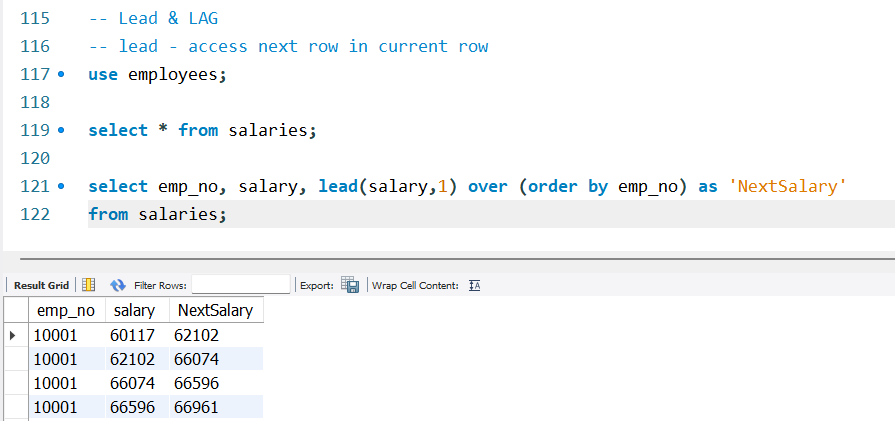 115 -- Lead & LAG
116 -- lead - access next row in current row
117 use employees;
118
119 select * from salaries;
120
121 select emp_no, salary, lead(salary,1) over (order by emp_no) as 'NextSalary'
122 from salaries;
Result Grid Filter Rows: Export: Wrap Cell Content: IA
emp_no salary NextSalary
10001 60117 62102
10001 62102 66074
10001 66074 66596
10001 66596 66961